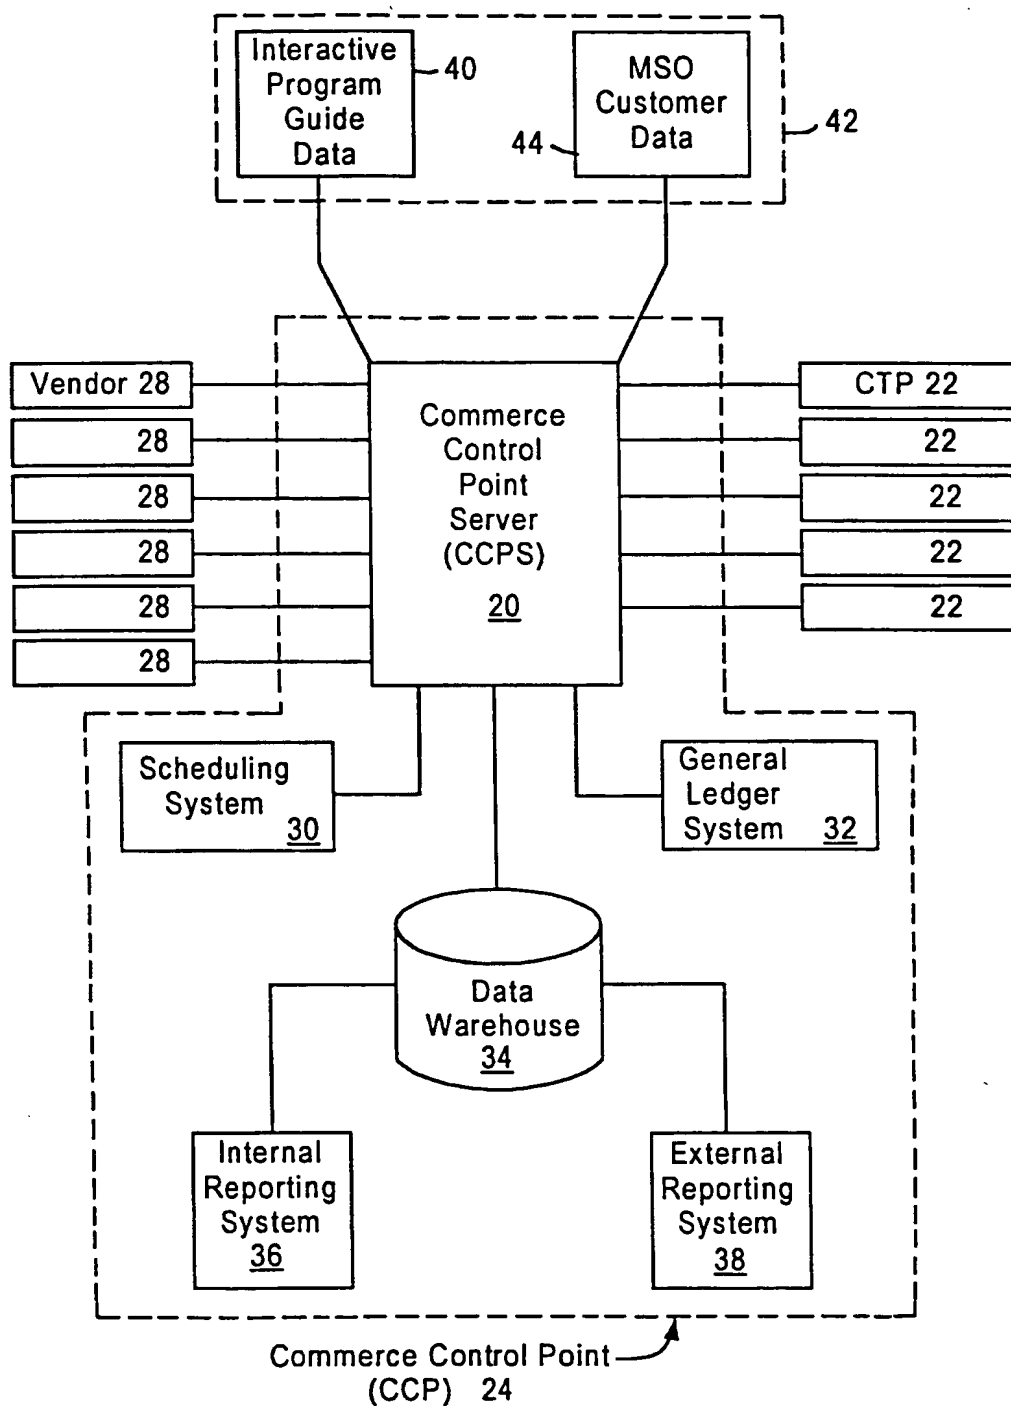 Interactive
Program
Guide
Data
40
MSO
Customer
Data
44
42
Vendor 28
28
28
28
28
28
Commerce
Control
Point
Server
(CCPS)
20
CTP 22
22
22
22
22
Scheduling
System
30
General
Ledger
System 32
Data
Warehouse
34
Internal
Reporting
System
36
External
Reporting
System
38
Commerce Control Point
(CCP) 24